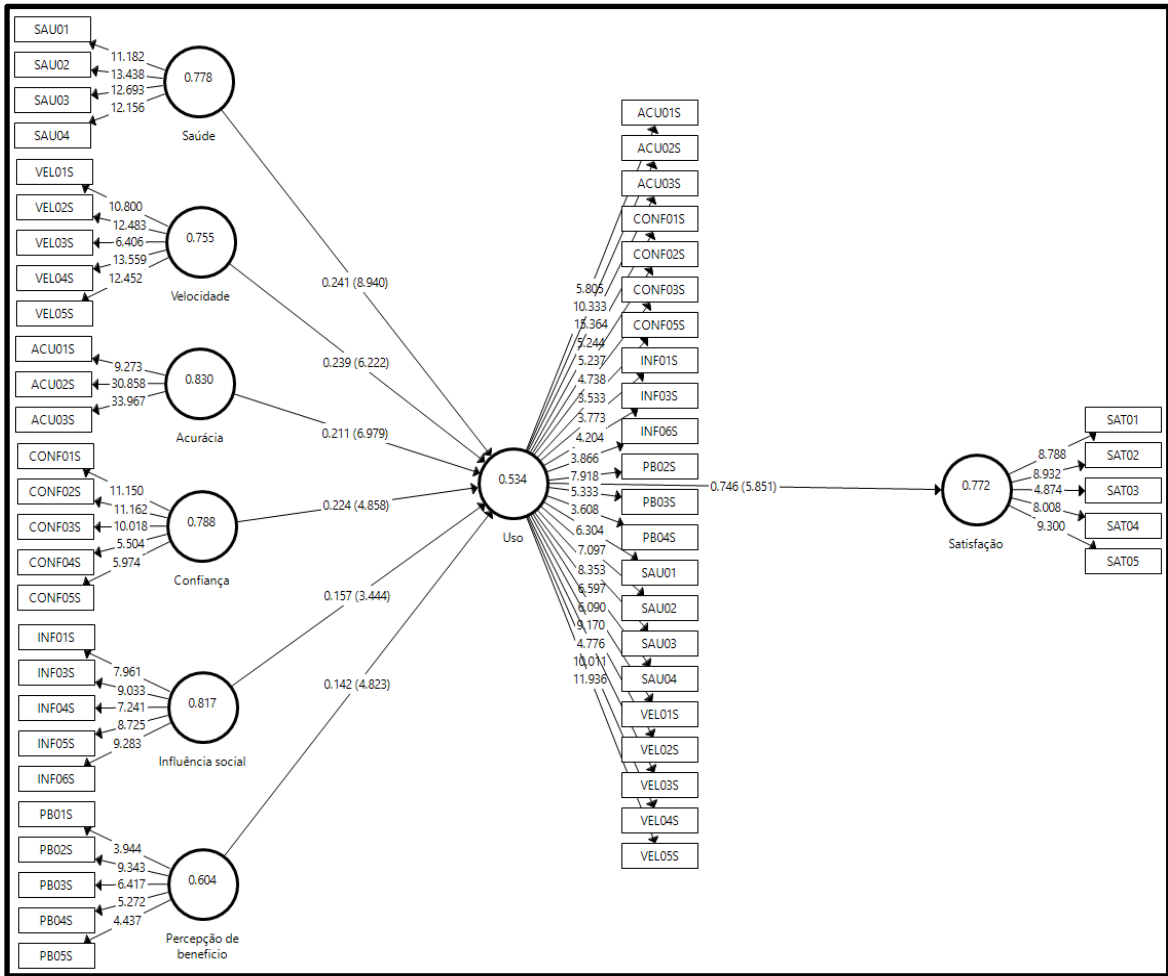 SAU01
SAU02
SAU03
SAU04
11.182
13.438
12.693
12.156
0.778
Saúde
VEL01S
VEL02S
VEL03S
VEL04S
VEL05S
10.800
12.483
6.406
13.559
12.452
0.755
Velocidade
ACU01S
ACU02S
ACU03S
9.273
30.858
33.967
0.830
Acurácia
CONF01S
CONF02S
CONF03S
CONF04S
CONF05S
11.150
11.162
10.018
5.504
5.974
0.788
Confiança
INF01S
INF03S
INF04S
INF05S
INF06S
7.961
9.033
7.241
8.725
9.283
0.817
Influência social
PB01S
PB02S
PB03S
PB04S
PB05S
3.944
9.343
6.417
5.272
4.437
0.604
Percepção de
benefício
0.241 (8.940)
0.239 (6.222)
0.211 (6.979)
0.224 (4.858)
0.157 (3.444)
0.142 (4.823)
0.534
Uso
5.805
10.333
15.364
5.244
5.237
4.738
3.533
3.773
4.204
3.866
7.918
5.333
3.608
6.304
7.097
8.353
6.597
6.090
9.170
4.776
10.011
11.936
ACU01S
ACU02S
ACU03S
CONF01S
CONF02S
CONF03S
CONF05S
INF01S
INF03S
INF06S
PB02S
PB03S
PB04S
SAU01
SAU02
SAU03
SAU04
VEL01S
VEL02S
VEL03S
VEL04S
VEL05S
0.746 (5.851)
0.772
Satisfação
8.788
8.932
4.874
8.008
9.300
SAT01
SAT02
SAT03
SAT04
SAT05